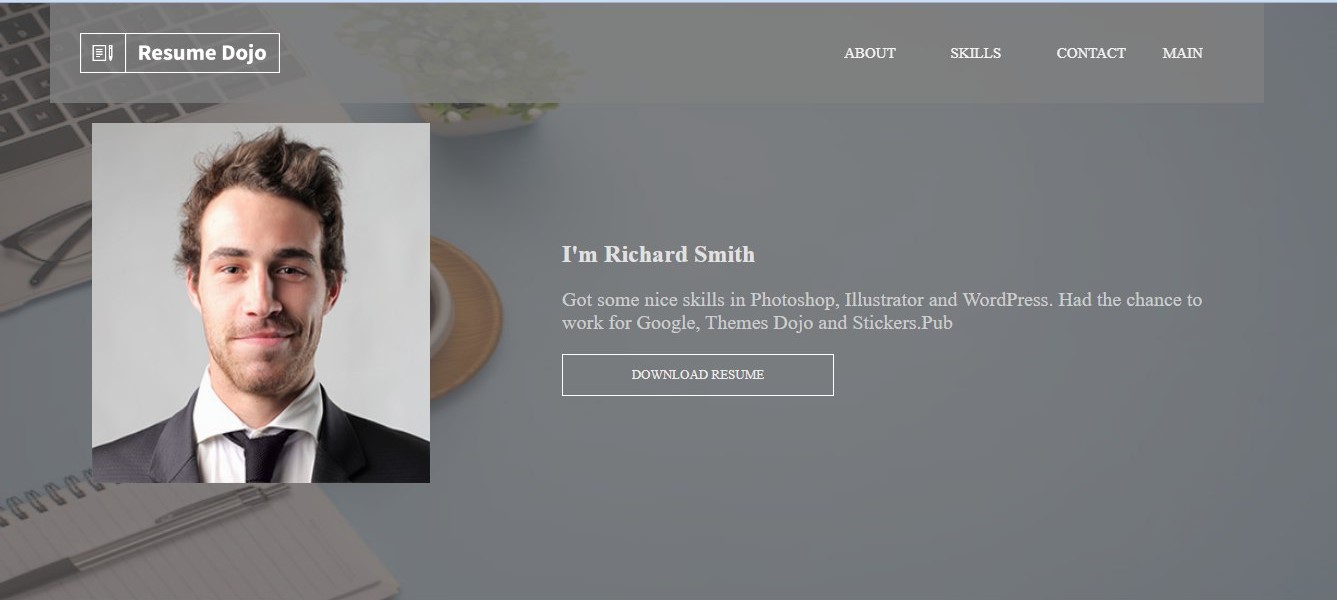 Resume Dojo
ABOUT SKILLS CONTACT MAIN
I'm Richard Smith
Got some nice skills in Photoshop, Illustrator and WordPress. Had the chance to
work for Google, Themes Dojo and Stickers.Pub
DOWNLOAD RESUME